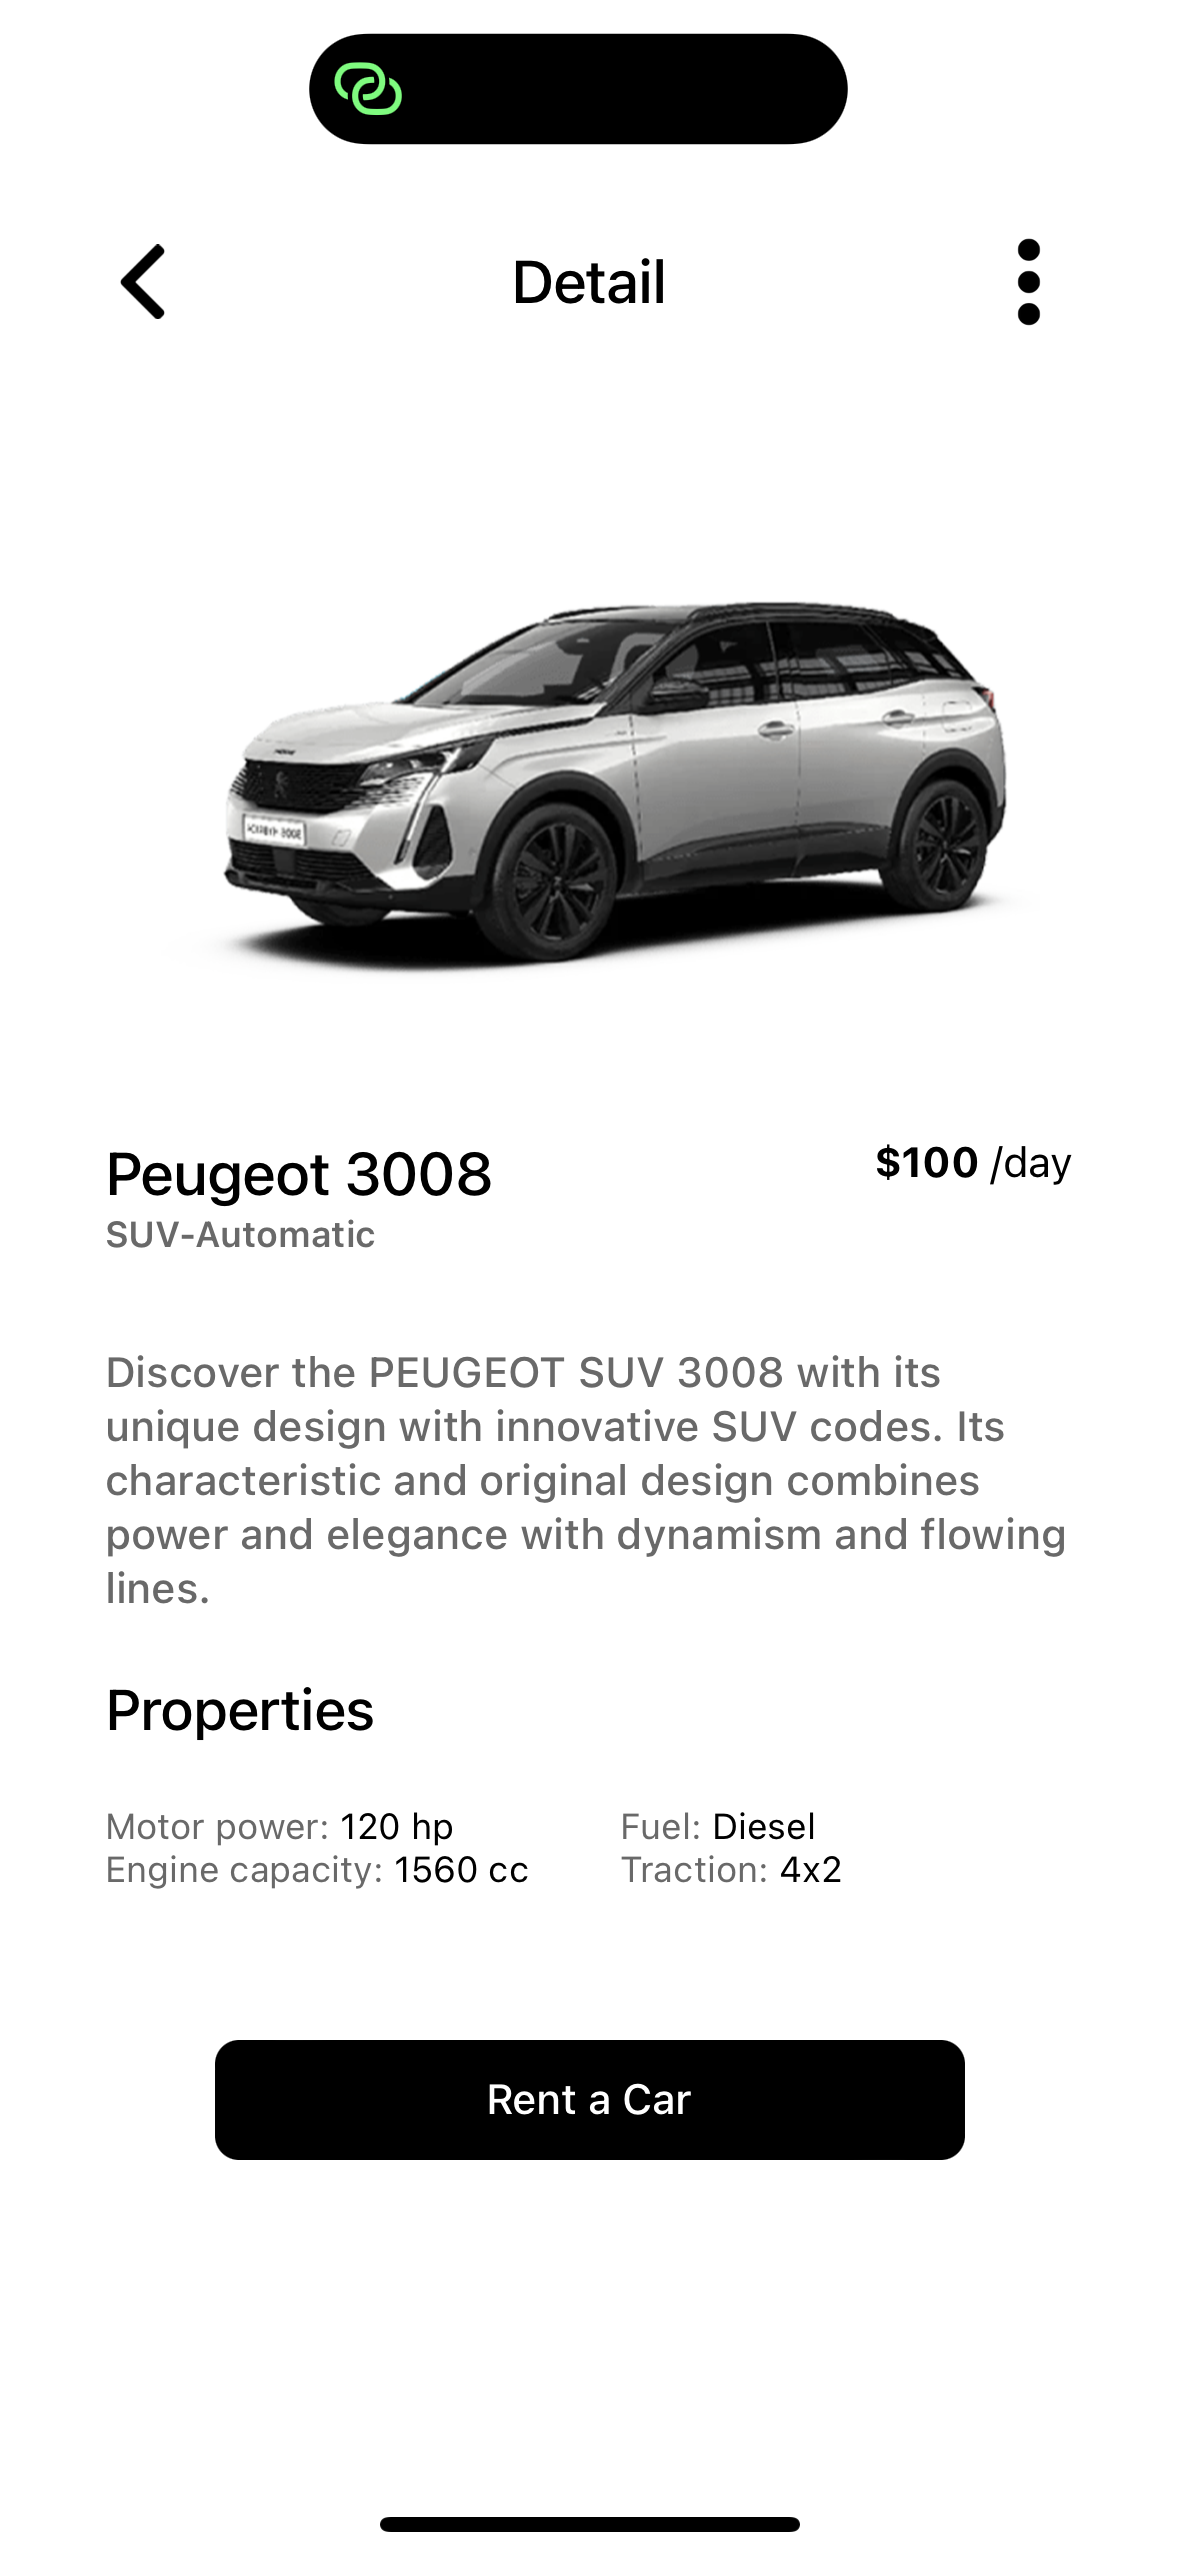 Detail
Peugeot 3008
$100 /day
SUV-Automatic
Discover the PEUGEOT SUV 3008 with its
unique design with innovative SUV codes. Its
characteristic and original design combines
power and elegance with dynamism and flowing
lines.
Properties
Motor power: 120 hp
Fuel: Diesel
Engine capacity: 1560 cc
Traction: 4x2
Rent a Car